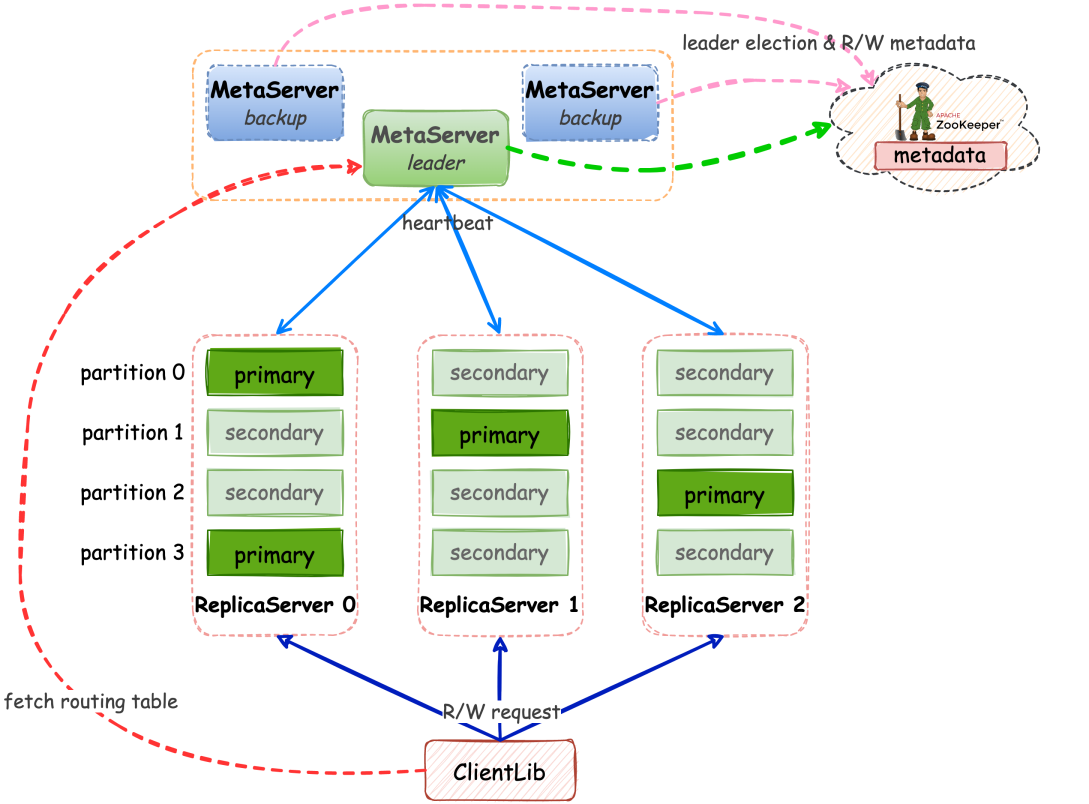 leader election & R/W metadata
MetaServer
backup
MetaServer
backup
MetaServer
leader
APACHE
ZooKeeper™
metadata
heartbeat
partition 0
primary
secondary
secondary
partition 1
secondary
primary
secondary
partition 2
secondary
secondary
primary
partition 3
primary
secondary
secondary
ReplicaServer 0
ReplicaServer 1
ReplicaServer 2
fetch routing table
R/W request
ClientLib